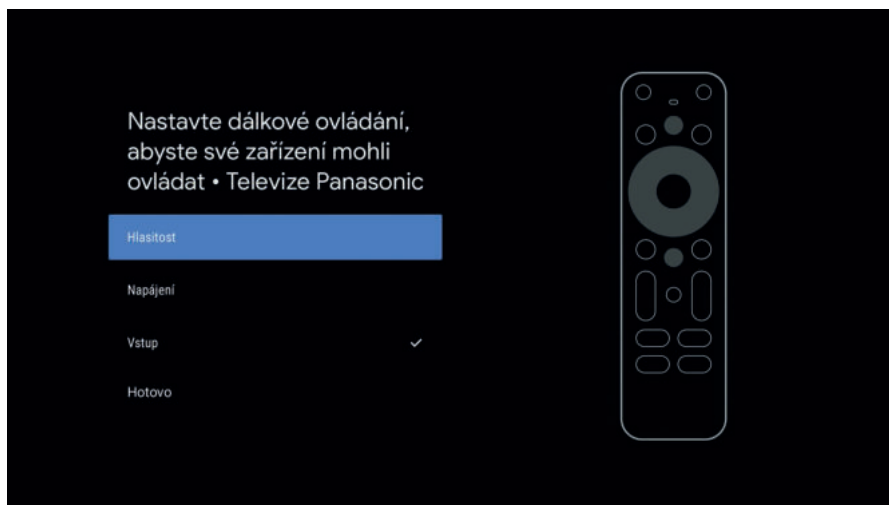 Nastavte dálkové ovládání,
abyste své zařízení mohli
ovládat • Televize Panasonic
Hlasitost
Napájení
Vstup
Hotovo